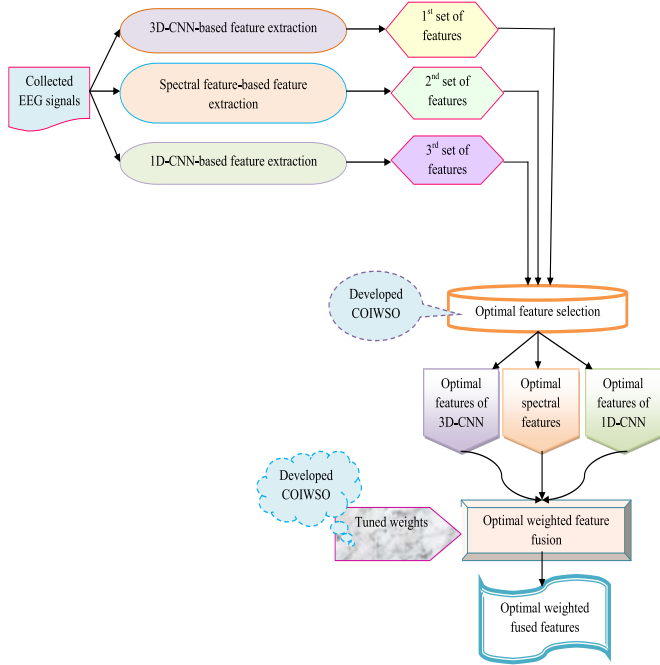 3D-CNN-based feature extraction
1st set of
features
Collected
EEG signals
Spectral feature-based feature
extraction
2nd set of
features
1D-CNN-based feature extraction
3rd set of
features
Developed
COIWSO
Optimal feature selection
Optimal
features of
3D-CNN
Optimal
spectral
features
Optimal
features of
1D-CNN
Developed
COIWSO
Tuned weights
Optimal weighted feature
fusion
Optimal weighted
fused features